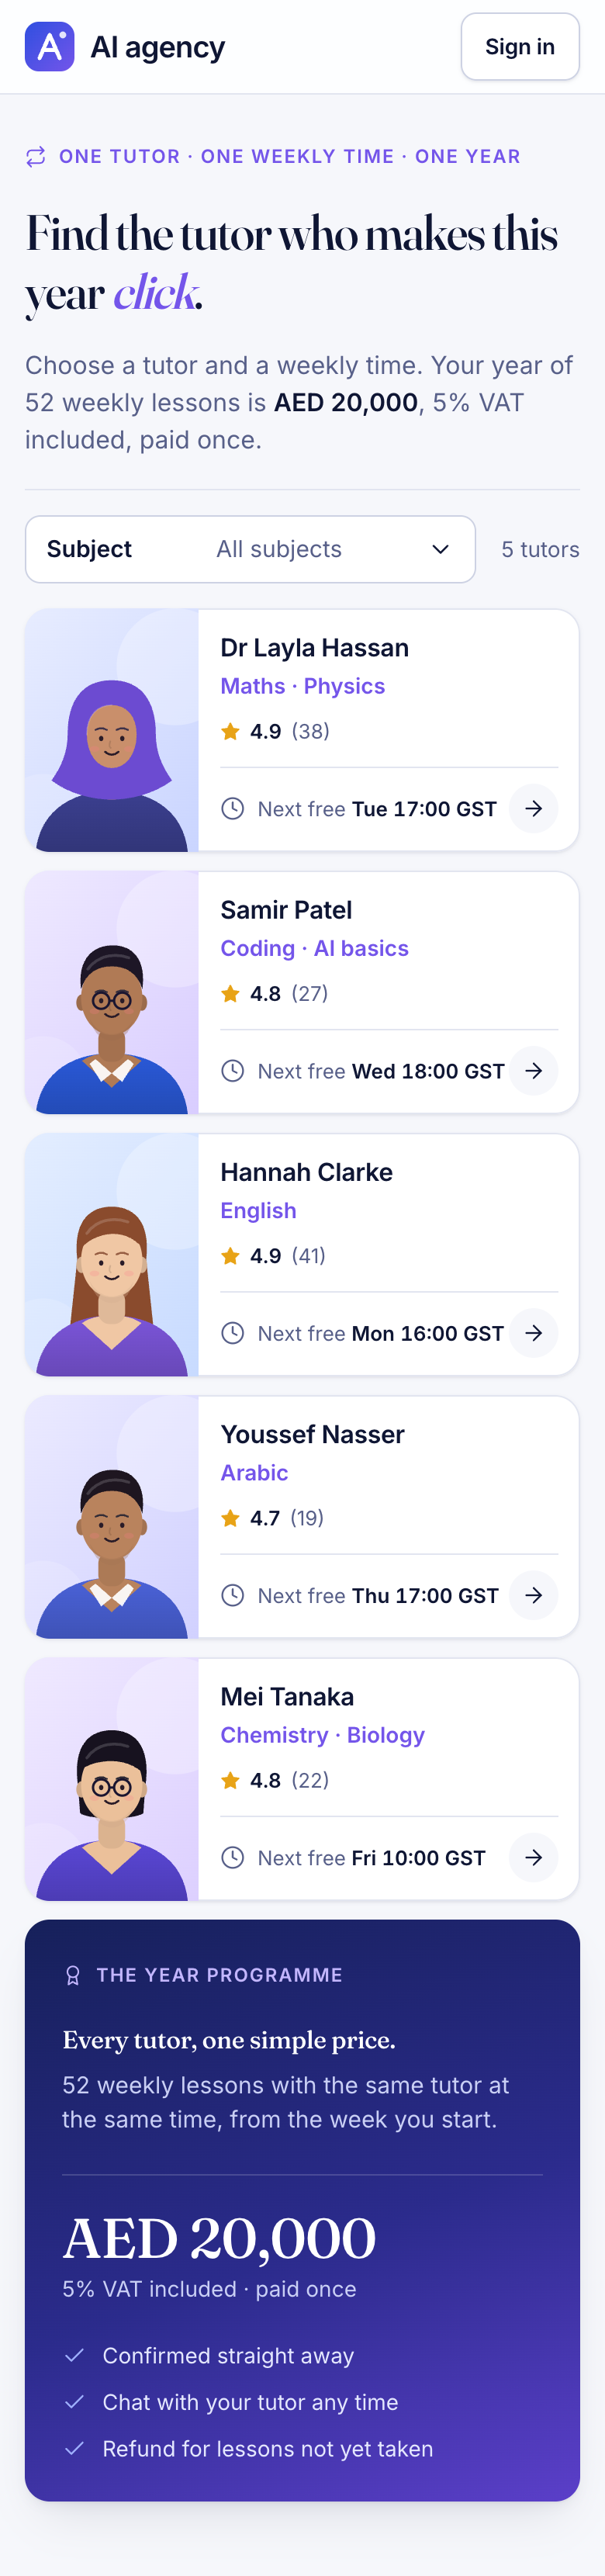 AI agency
Sign in
ONE TUTOR · ONE WEEKLY TIME · ONE YEAR
Find the tutor who makes this
year click.
Choose a tutor and a weekly time. Your year of
52 weekly lessons is AED 20,000, 5% VAT
included, paid once.
Subject All subjects
5 tutors
Dr Layla Hassan
Maths · Physics
4.9 (38)
Next free Tue 17:00 GST
Samir Patel
Coding · AI basics
4.8 (27)
Next free Wed 18:00 GST
Hannah Clarke
English
4.9 (41)
Next free Mon 16:00 GST
Youssef Nasser
Arabic
4.7 (19)
Next free Thu 17:00 GST
Mei Tanaka
Chemistry · Biology
4.8 (22)
Next free Fri 10:00 GST
THE YEAR PROGRAMME
Every tutor, one simple price.
52 weekly lessons with the same tutor at
the same time, from the week you start.
AED 20,000
5% VAT included · paid once
Confirmed straight away
Chat with your tutor any time
Refund for lessons not yet taken